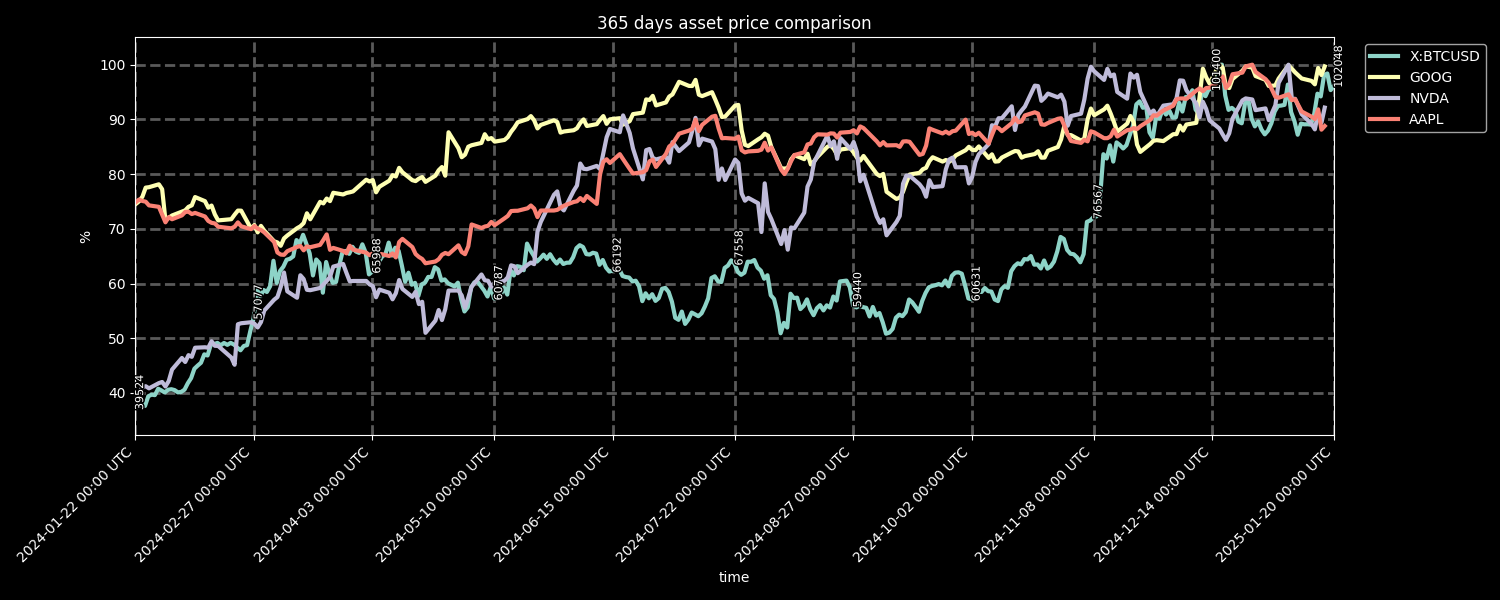 365 days asset price comparison
X:BTCUSD
GOOG
NVDA
AAPL
100
90
80
70
60
50
40
%
39524
57077
65988
60787
66192
67558
59440
60631
76567
101400
102048
2024-01-22 00:00 UTC
2024-02-27 00:00 UTC
2024-04-03 00:00 UTC
2024-05-10 00:00 UTC
2024-06-15 00:00 UTC
2024-07-22 00:00 UTC
2024-08-27 00:00 UTC
2024-10-02 00:00 UTC
2024-11-08 00:00 UTC
2024-12-14 00:00 UTC
2025-01-20 00:00 UTC
time